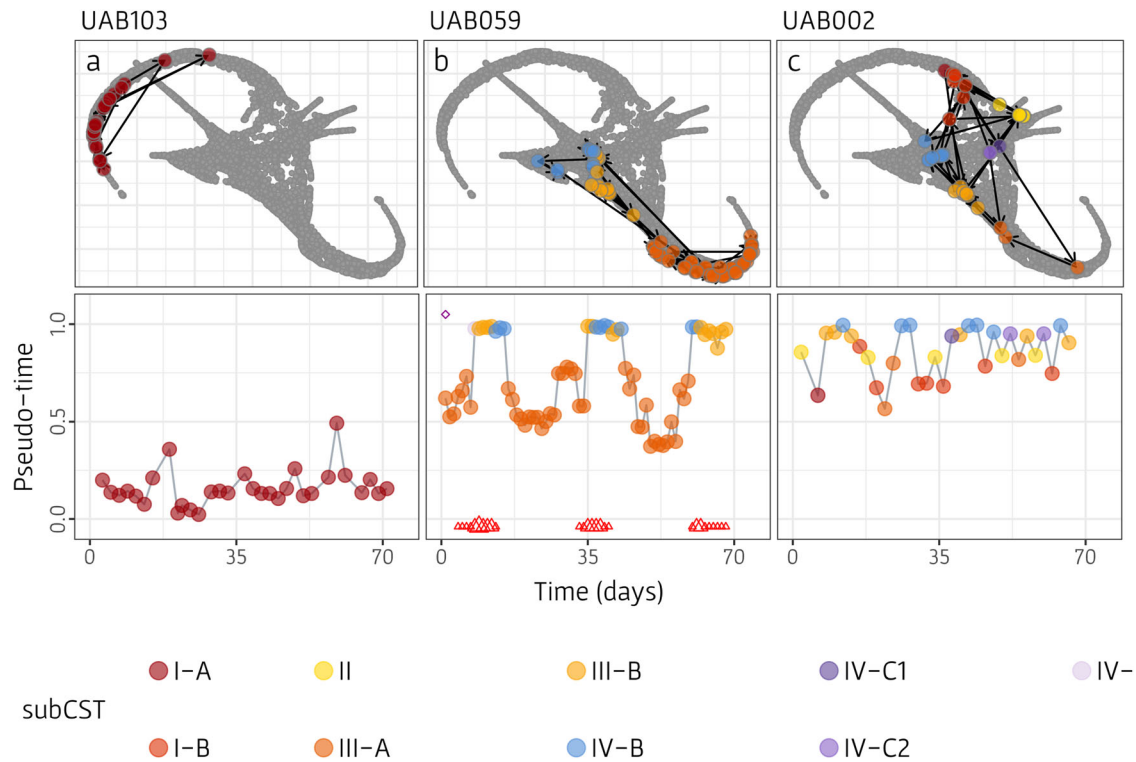 UAB103 UAB059 UAB002
a b c
Pseudo-time
1.0
0.5
0.0
0 35 70 0 35 70 0 35 70
Time (days)
subCST
I-A II III-B IV-C1 IV-
I-B III-A IV-B IV-C2